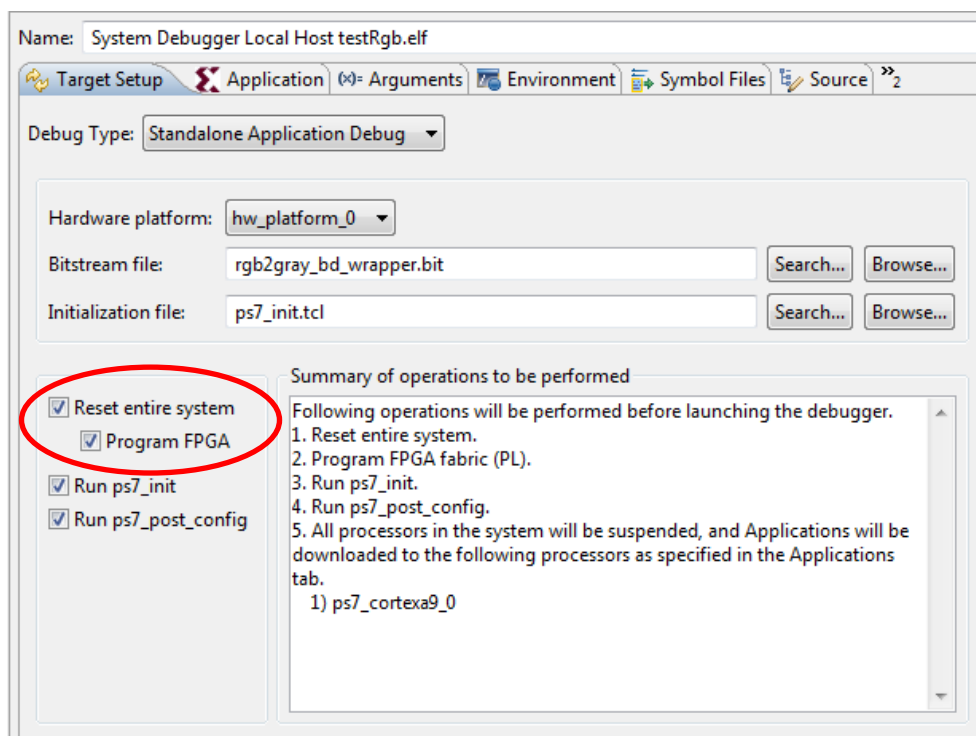 Name: System Debugger Local Host testRgb.elf
Target Setup Application (x)= Arguments Environment Symbol Files Source »2
Debug Type: Standalone Application Debug
Hardware platform: hw_platform_0
Bitstream file: rgb2gray_bd_wrapper.bit Search... Browse...
Initialization file: ps7_init.tcl Search... Browse...
Reset entire system
Program FPGA
Run ps7_init
Run ps7_post_config
Summary of operations to be performed
Following operations will be performed before launching the debugger.
1. Reset entire system.
2. Program FPGA fabric (PL).
3. Run ps7_init.
4. Run ps7_post_config.
5. All processors in the system will be suspended, and Applications will be
downloaded to the following processors as specified in the Applications
tab.
1) ps7_cortexa9_0